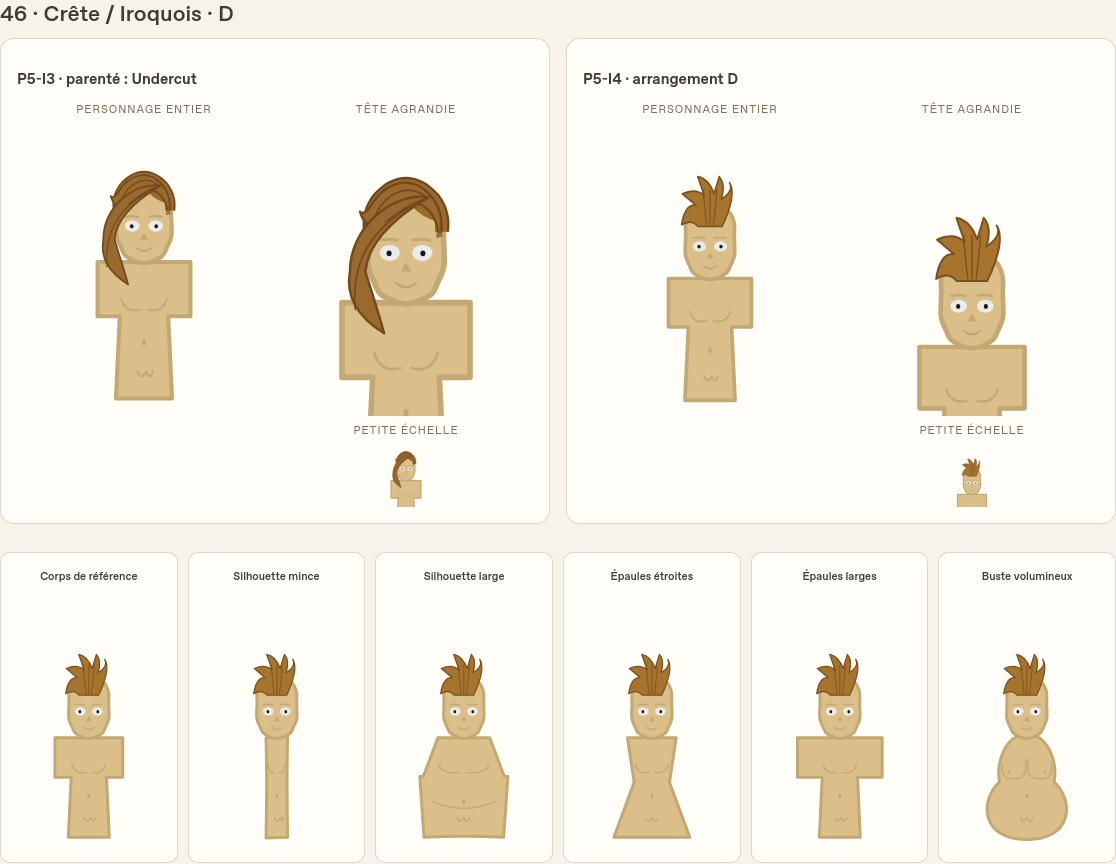 46 · Crête / Iroquois · D
P5-I3 · parenté : Undercut
PERSONNAGE ENTIER
TÊTE AGRANDIE
PETITE ÉCHELLE
P5-I4 · arrangement D
PERSONNAGE ENTIER
TÊTE AGRANDIE
PETITE ÉCHELLE
Corps de référence
Silhouette mince
Silhouette large
Épaules étroites
Épaules larges
Buste volumineux